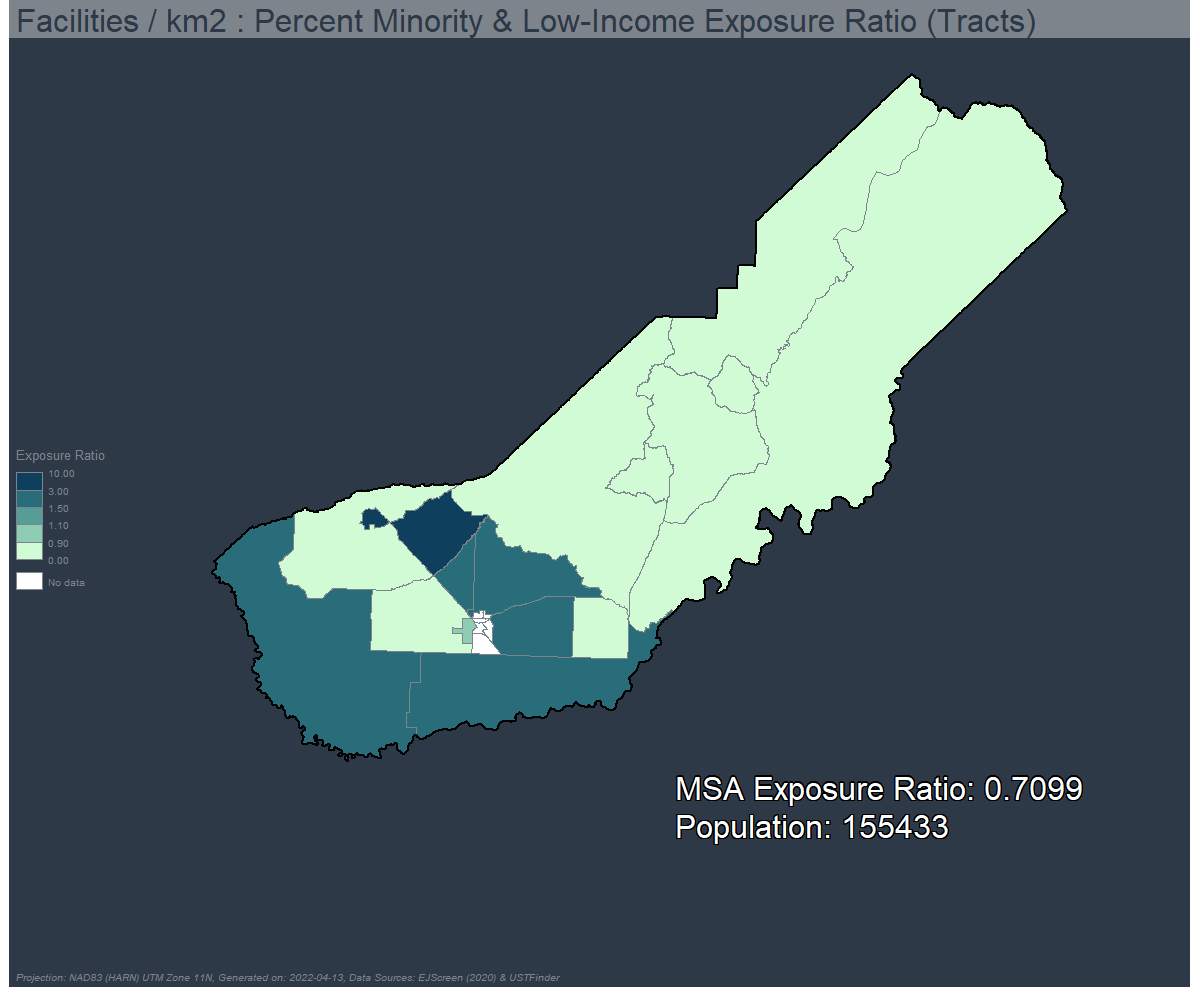 Facilities / km2 : Percent Minority & Low-Income Exposure Ratio (Tracts)
Exposure Ratio
10.00
3.00
1.50
1.10
0.90
0.00
No data
MSA Exposure Ratio: 0.7099
Population: 155433
Projection: NAD83 (HARN) UTM Zone 11N, Generated on: 2022-04-13, Data Sources: EJScreen (2020) & USTFinder